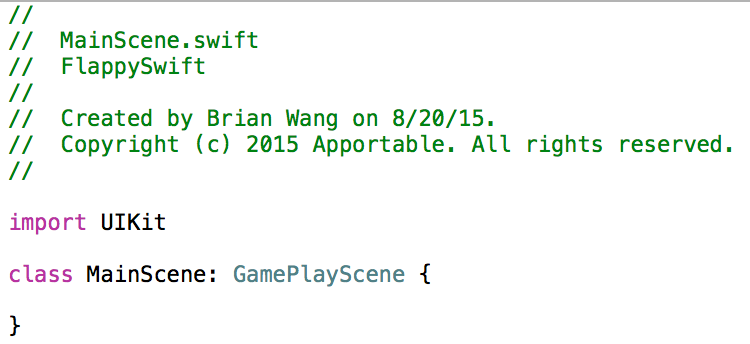 //
//  MainScene.swift
//  FlappySwift
//
//  Created by Brian Wang on 8/20/15.
//  Copyright (c) 2015 Apportable. All rights reserved.
//
import UIKit
class MainScene: GamePlayScene {
}